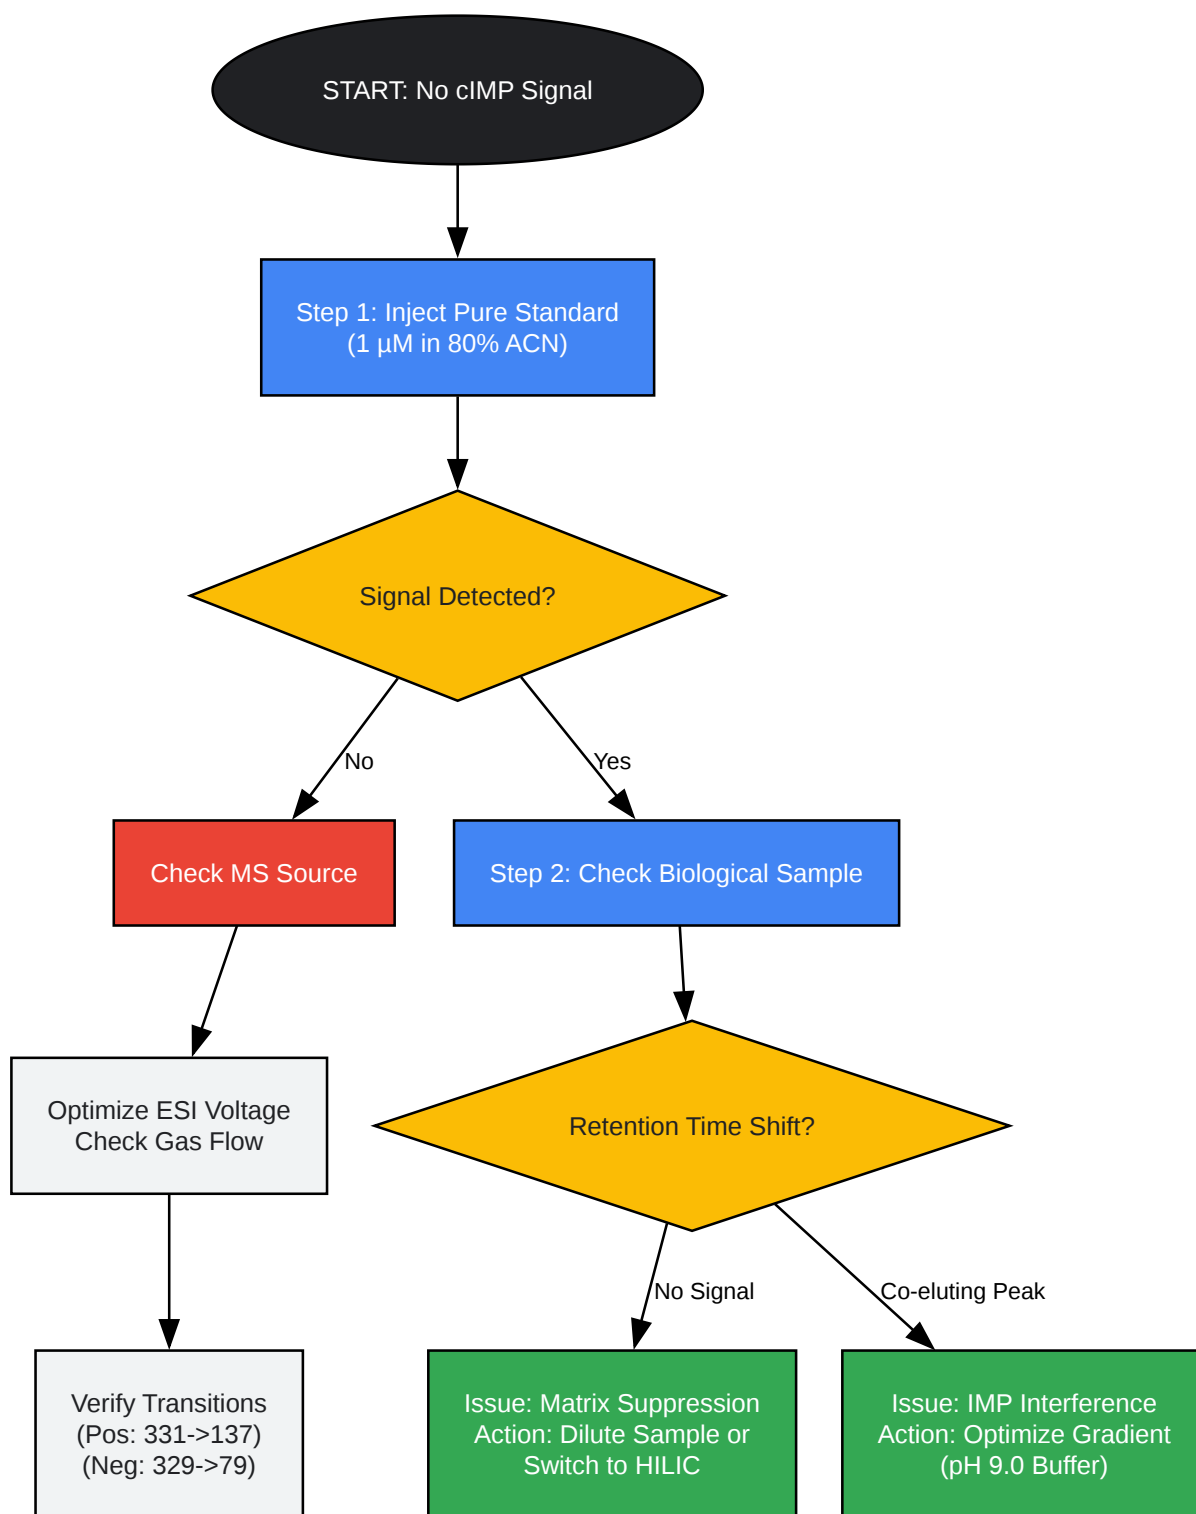 START: No cIMP Signal
Step 1: Inject Pure Standard
(1 µM in 80% ACN)
Signal Detected?
No
Yes
Check MS Source
Step 2: Check Biological Sample
Optimize ESI Voltage
Check Gas Flow
Retention Time Shift?
No Signal
Co-eluting Peak
Verify Transitions
(Pos: 331->137)
(Neg: 329->79)
Issue: Matrix Suppression
Action: Dilute Sample or
Switch to HILIC
Issue: IMP Interference
Action: Optimize Gradient
(pH 9.0 Buffer)